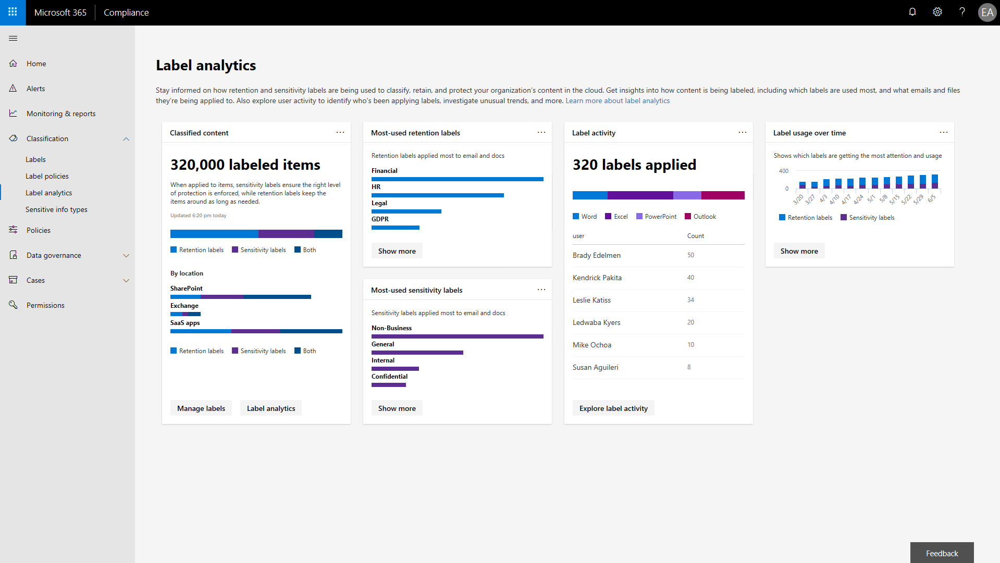 Microsoft 365
Compliance
EA
Home
Alerts
Monitoring & reports
Classification
Labels
Label policies
Label analytics
Sensitive info types
Policies
Data governance
Cases
Permissions
Label analytics
Stay informed on how retention and sensitivity labels are being used to classify, retain, and protect your organization's content in the cloud. Get insights into how content is being labeled, including which labels are used most, and what emails and files
they're being applied to. Also explore user activity to identify who's been applying labels, investigate unusual trends, and more. Learn more about label analytics
Classified content
320,000 labeled items
When applied to items, sensitivity labels ensure the right level
of protection is enforced, while retention labels keep the
items around as long as needed.
Updated 6:20 pm today
Retention labels Sensitivity labels Both
By location
SharePoint
Exchange
SaaS apps
Retention labels Sensitivity labels Both
Manage labels Label analytics
Most-used retention labels
Retention labels applied most to email and docs
Financial
HR
Legal
GDPR
Show more
Most-used sensitivity labels
Sensitivity labels applied most to email and docs
Non-Business
General
Internal
Confidential
Show more
Label activity
320 labels applied
Word Excel PowerPoint Outlook
user Count
Brady Edelmen 50
Kendrick Pakita 40
Leslie Katiss 34
Ledwaba Kyers 20
Mike Ochoa 10
Susan Aguileri 8
Explore label activity
Label usage over time
Shows which labels are getting the most attention and usage
400
0
3/20 3/27 4/3 4/10 4/17 4/24 5/1 5/8 5/15 5/22 5/29 6/5
Retention labels Sensitivity labels
Show more
Feedback